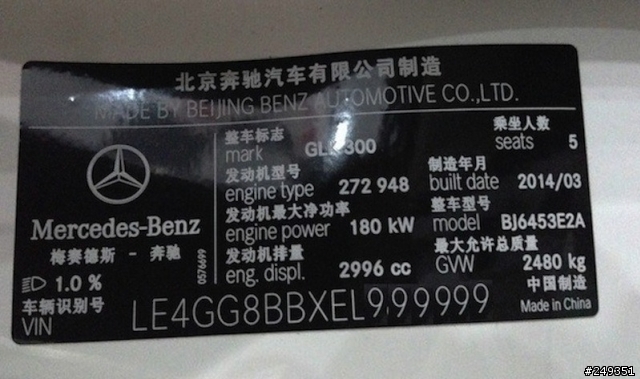 北京奔驰汽车有限公司制造
MADE BY BEIJING BENZ AUTOMOTIVE CO.,LTD.
整车标志
mark GLK 300
乘坐人数
seats 5
发动机型号
engine type 272 948
制造年月
built date 2014/03
发动机最大净功率
engine power 180 kW
整车型号
model BJ6453E2A
发动机排量
eng. displ. 2996 cc
最大允许总质量
GVW 2480 kg
Mercedes-Benz
梅赛德斯 - 奔驰
1.0 %
0576699
车辆识别号
VIN LE4GG8BBXEL999999
中国制造
Made in China
#249351